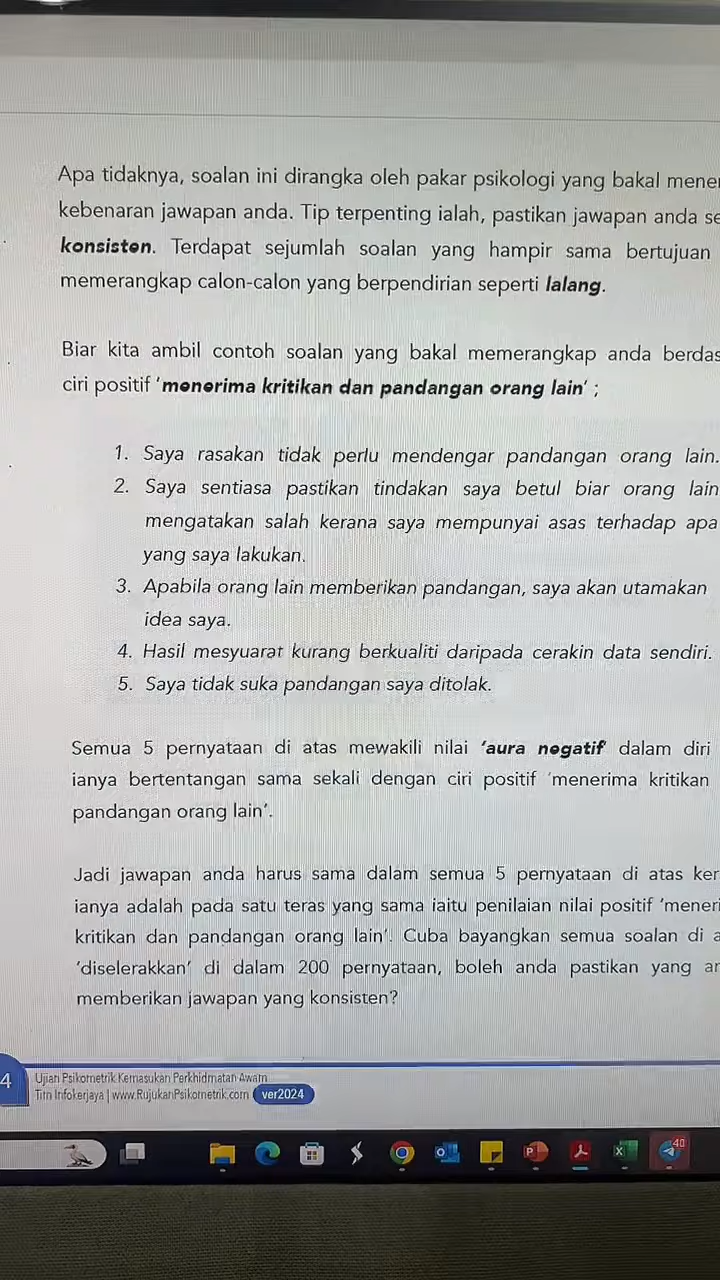 Apa tidaknya, soalan ini dirangka oleh pakar psikologi yang bakal
kebenaran jawapan anda. Tip terpenting ialah, pastikan jawapan anda
konsisten. Terdapat sejumlah soalan yang hampir sama bertujuan
memerangkap calon-calon yang berpendirian seperti lalang.
Biar kita ambil contoh soalan yang bakal memerangkap anda
ciri positif 'menerima kritikan dan pandangan orang lain' ;
1. Saya rasakan tidak perlu mendengar pandangan orang lain.
2. Saya sentiasa pastikan tindakan saya betul biar orang lain
mengatakan salah kerana saya mempunyai asas terhadap apa
yang saya lakukan.
3. Apabila orang lain memberikan pandangan, saya akan utamakan
idea saya.
4. Hasil mesyuarat kurang berkualiti daripada cerakin data sendiri.
5. Saya tidak suka pandangan saya ditolak.
Semua 5 pernyataan di atas mewakili nilai 'aura negatif' dalam diri
ianya bertentangan sama sekali dengan ciri positif 'menerima kritikan
pandangan orang lain'.
Jadi jawapan anda harus sama dalam semua 5 pernyataan di atas
ianya adalah pada satu teras yang sama iaitu penilaian nilai positif
kritikan dan pandangan orang lain'. Cuba bayangkan semua soalan di
'diselerakkan' di dalam 200 pernyataan, boleh anda pastikan yang
memberikan jawapan yang konsisten?
4
Ujian Psikometrik Kemasukan Perkhidmatan Awam
Tim Infokerjaya | www.RujukanPsikometrik.com ver2024
40